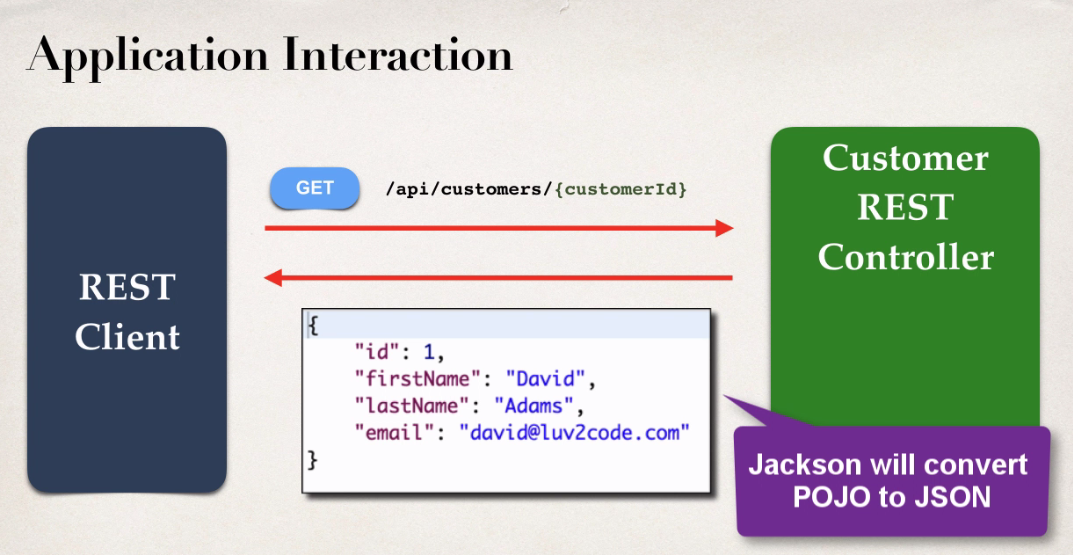 Application Interaction
GET
/api/customers/{customerId}
REST
Client
Customer
REST
Controller
{
"id": 1,
"firstName": "David",
"lastName": "Adams",
"email": "david@luv2code.com"
}
Jackson will convert
POJO to JSON